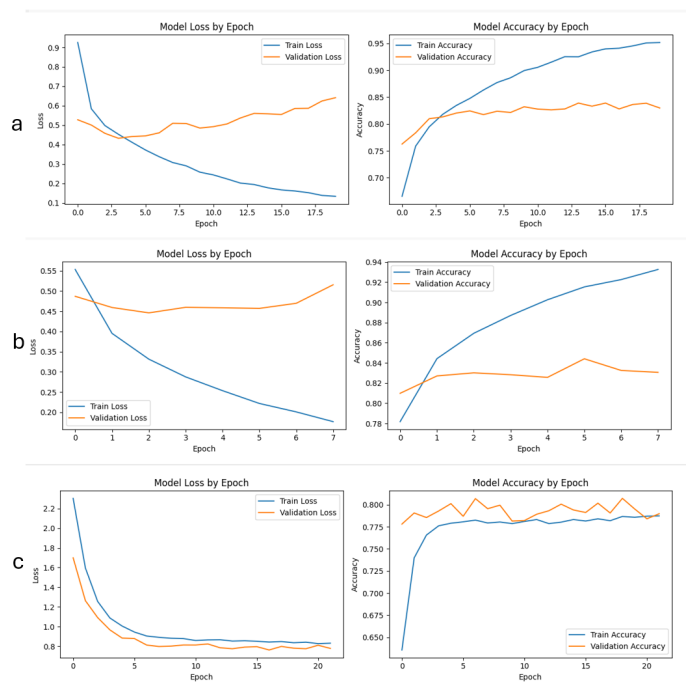 a
Model Loss by Epoch
Train Loss
Validation Loss
Loss
0.9
0.8
0.7
0.6
0.5
0.4
0.3
0.2
0.1
0.0 2.5 5.0 7.5 10.0 12.5 15.0 17.5
Epoch
Model Accuracy by Epoch
Train Accuracy
Validation Accuracy
Accuracy
0.95
0.90
0.85
0.80
0.75
0.70
0.0 2.5 5.0 7.5 10.0 12.5 15.0 17.5
Epoch
b
Model Loss by Epoch
Loss
0.55
0.50
0.45
0.40
0.35
0.30
0.25
0.20
Train Loss
Validation Loss
0 1 2 3 4 5 6 7
Epoch
Model Accuracy by Epoch
Train Accuracy
Validation Accuracy
Accuracy
0.94
0.92
0.90
0.88
0.86
0.84
0.82
0.80
0.78
0 1 2 3 4 5 6 7
Epoch
c
Model Loss by Epoch
Train Loss
Validation Loss
Loss
2.2
2.0
1.8
1.6
1.4
1.2
1.0
0.8
0 5 10 15 20
Epoch
Model Accuracy by Epoch
Accuracy
0.800
0.775
0.750
0.725
0.700
0.675
0.650
Train Accuracy
Validation Accuracy
0 5 10 15 20
Epoch